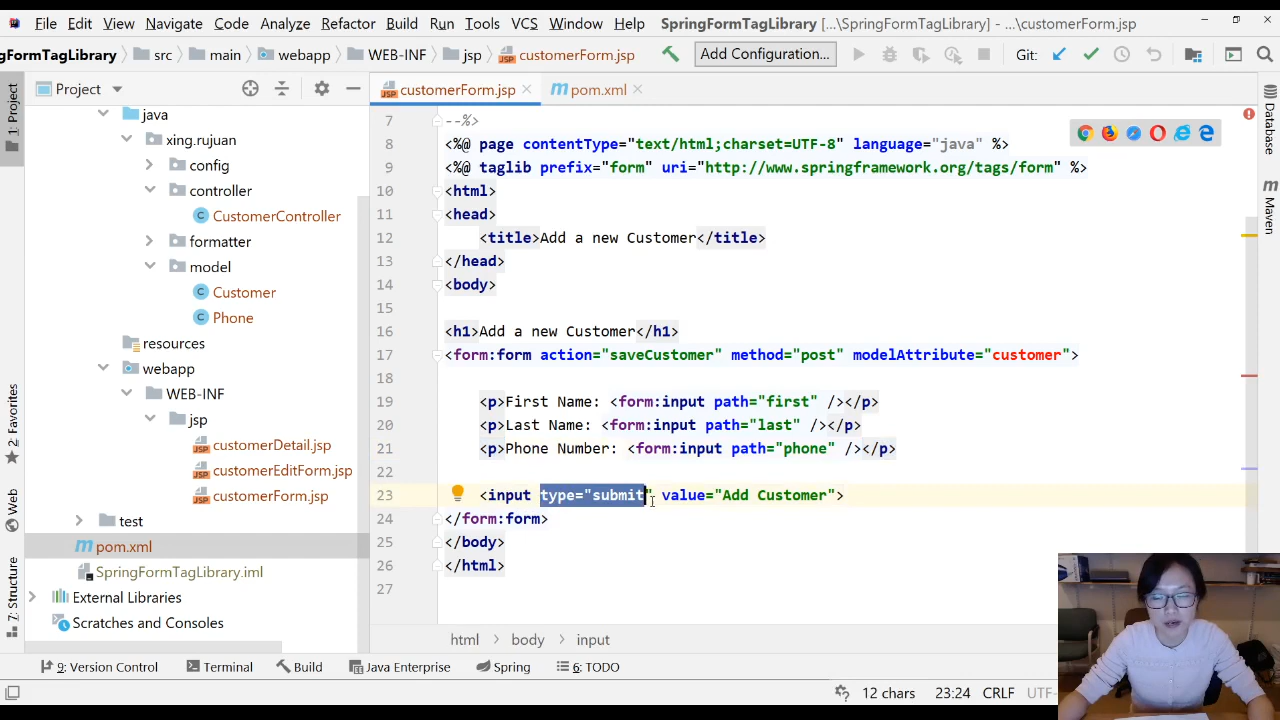 File Edit View Navigate Code Analyze Refactor Build Run Tools VCS Window Help SpringFormTagLibrary [...\SpringFormTagLibrary] - ...\customerForm.jsp
gFormTagLibrary src main webapp WEB-INF jsp customerForm.jsp Add Configuration... Git:
Project customerForm.jsp pom.xml
1: Project
2: Favorites
Web
7: Structure
java
xing.rujuan
config
controller
CustomerController
formatter
model
Customer
Phone
resources
webapp
WEB-INF
jsp
customerDetail.jsp
customerEditForm.jsp
customerForm.jsp
test
pom.xml
SpringFormTagLibrary.iml
External Libraries
Scratches and Consoles
7 --%>
8 <%@ page contentType="text/html;charset=UTF-8" language="java" %>
9 <%@ taglib prefix="form" uri="http://www.springframework.org/tags/form" %>
10 <html>
11 <head>
12 <title>Add a new Customer</title>
13 </head>
14 <body>
15
16 <h1>Add a new Customer</h1>
17 <form:form action="saveCustomer" method="post" modelAttribute="customer">
18
19 <p>First Name: <form:input path="first" /></p>
20 <p>Last Name: <form:input path="last" /></p>
21 <p>Phone Number: <form:input path="phone" /></p>
22
23 <input type="submit" value="Add Customer">
24 </form:form>
25 </body>
26 </html>
27
html body input
Database
Maven
9: Version Control Terminal Build Java Enterprise Spring 6: TODO
12 chars 23:24 CRLF UTF-